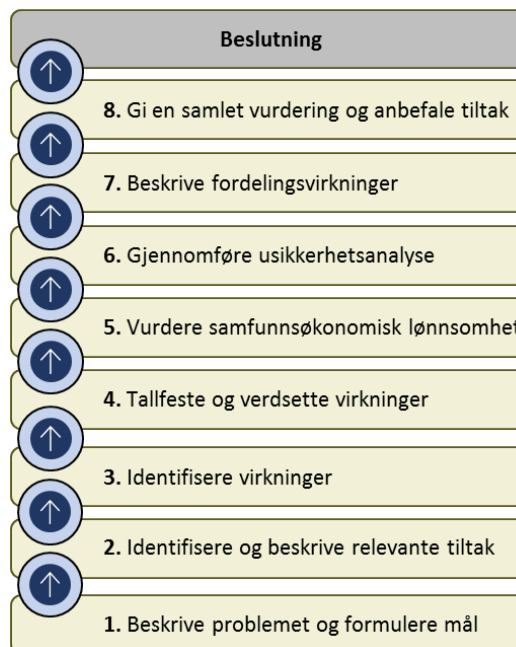 Beslutning
8. Gi en samlet vurdering og anbefale tiltak
7. Beskrive fordelingsvirkninger
6. Gjennomføre usikkerhetsanalyse
5. Vurdere samfunnsøkonomisk lønnsomhet
4. Tallfeste og verdsette virkninger
3. Identifisere virkninger
2. Identifisere og beskrive relevante tiltak
1. Beskrive problemet og formulere mål